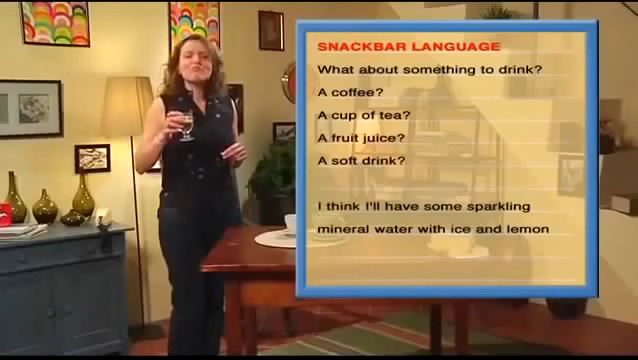 SNACKBAR LANGUAGE
What about something to drink?
A coffee?
A cup of tea?
A fruit juice?
A soft drink?
I think I'll have some sparkling
mineral water with ice and lemon